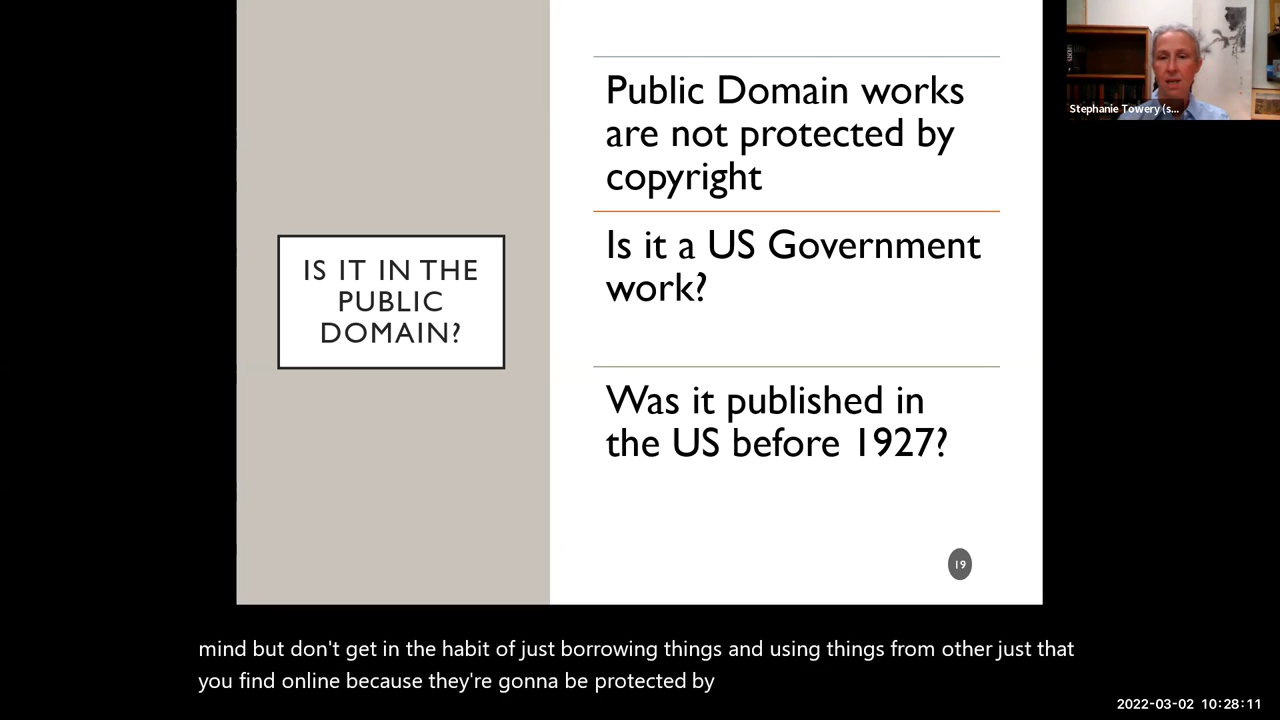 IS IT IN THE
PUBLIC
DOMAIN?
Public Domain works
are not protected by
copyright
Is it a US Government
work?
Was it published in
the US before 1927?
19
Stephanie Towery (s...
mind but don't get in the habit of just borrowing things and using things from other just that
you find online because they're gonna be protected by
2022-03-02 10:28:11